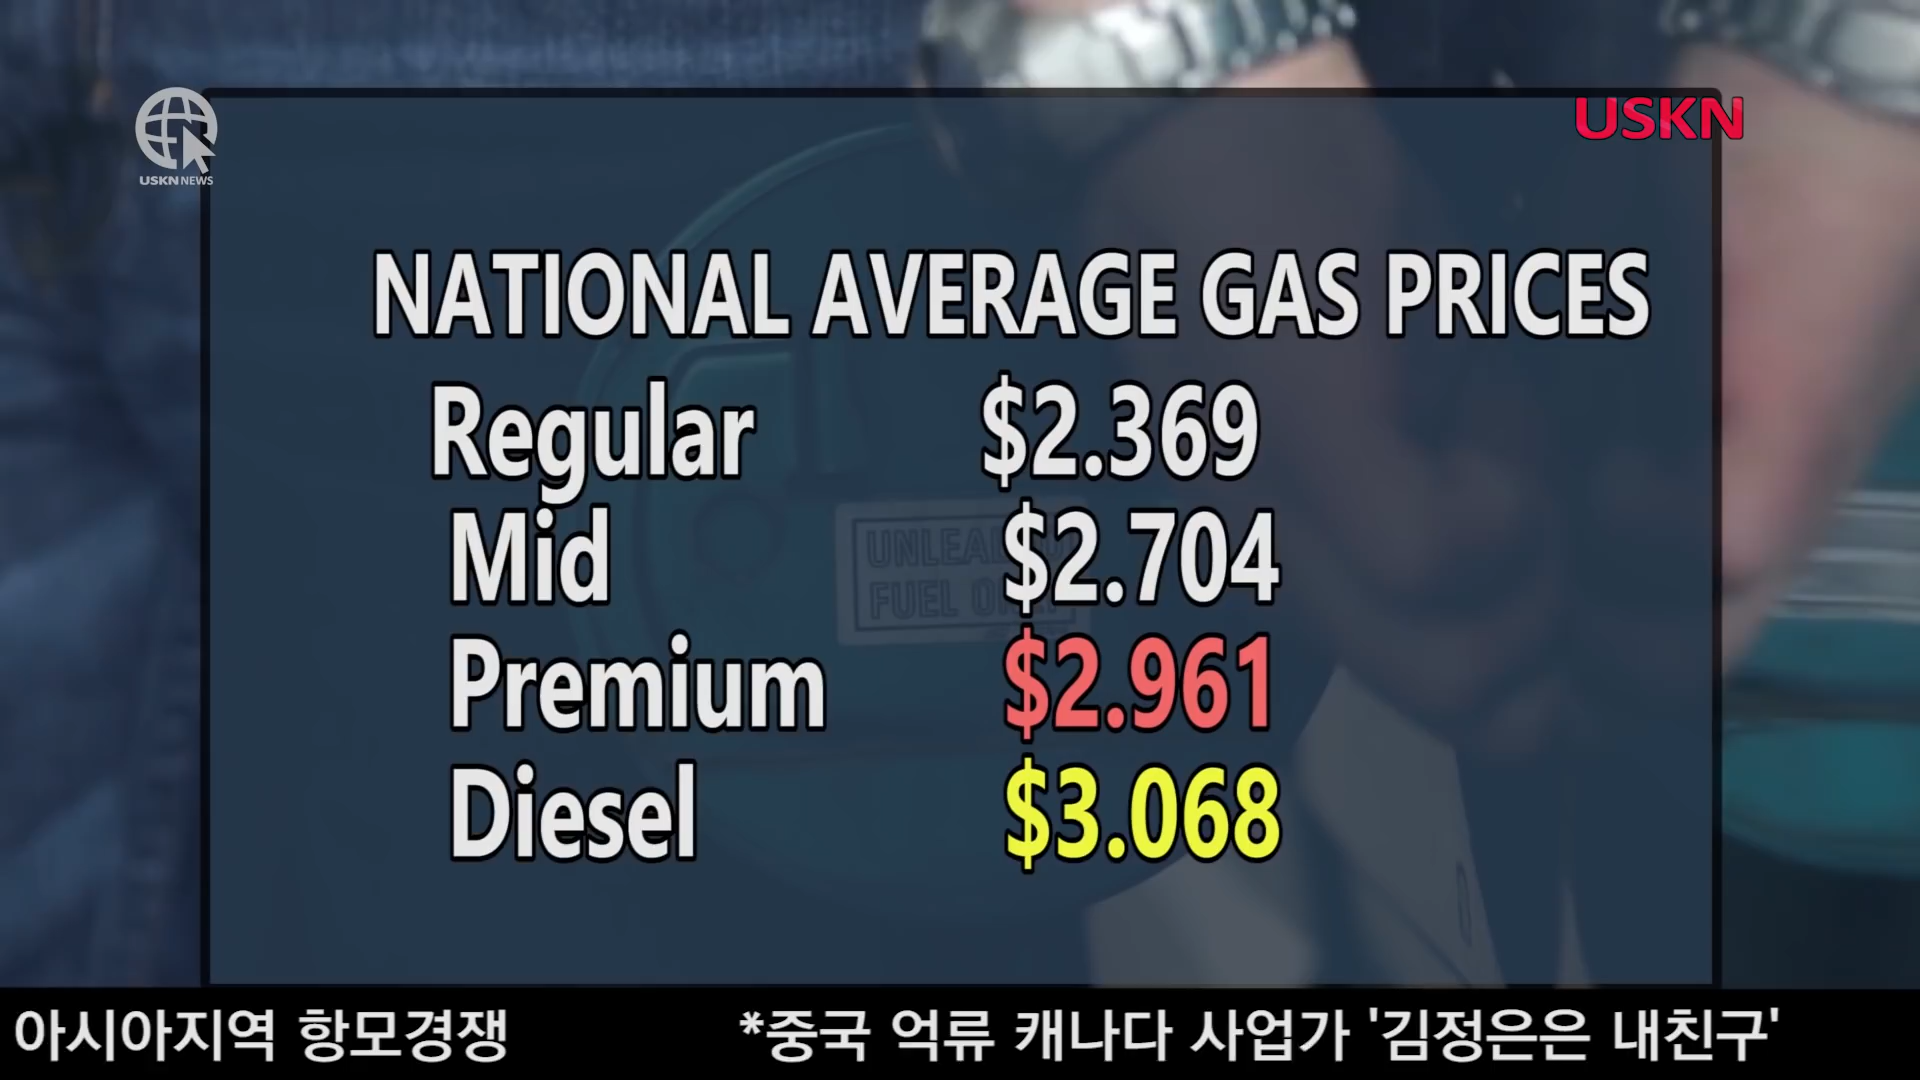 USKN
USKN NEWS
NATIONAL AVERAGE GAS PRICES
Regular $2.369
Mid $2.704
UNLEA
FUEL
Premium $2.961
Diesel $3.068
아시아지역 항모경쟁 *중국 억류 캐나다 사업가 '김정은은 내친구'